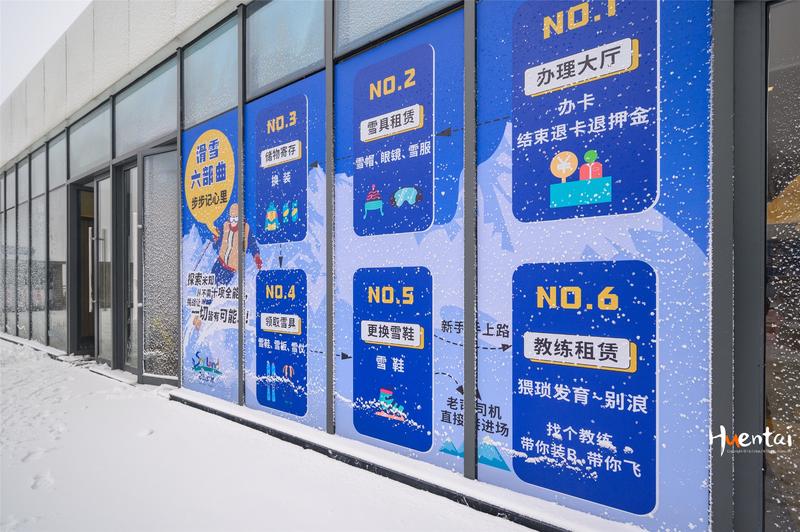 滑雪
六部曲
步步记心里
探索未知
一切皆有可能
NO.1
办理大厅
办卡
结束退卡退押金
NO.2
雪具租赁
雪帽、眼镜、雪服
NO.3
储物寄存
换装
NO.4
领取雪具
雪鞋、雪板、雪仗
NO.5
更换雪鞋
雪鞋
新手 上路
老司机
直接 进场
NO.6
教练租赁
猥琐发育~别浪
找个教练
带你装B、带你飞
Huentai